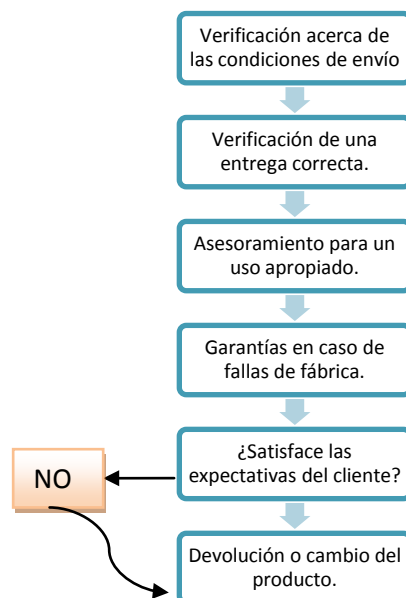 Verificación acerca de
las condiciones de envío
Verificación de una
entrega correcta.
Asesoramiento para un
uso apropiado.
Garantías en caso de
fallas de fábrica.
¿Satisface las
expectativas del cliente?
NO
Devolución o cambio del
producto.